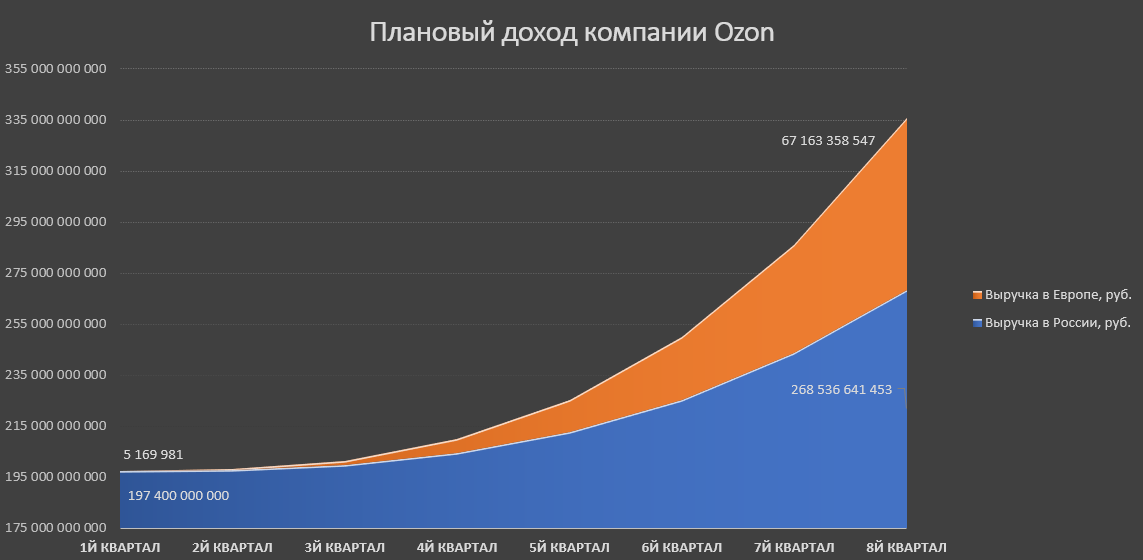 Плановый доход компании Ozon
355 000 000 000
335 000 000 000
315 000 000 000
295 000 000 000
275 000 000 000
255 000 000 000
235 000 000 000
215 000 000 000
195 000 000 000
175 000 000 000
67 163 358 547
268 536 641 453
5 169 981
197 400 000 000
1Й КВАРТАЛ
2Й КВАРТАЛ
3Й КВАРТАЛ
4Й КВАРТАЛ
5Й КВАРТАЛ
6Й КВАРТАЛ
7Й КВАРТАЛ
8Й КВАРТАЛ
Выручка в Европе, руб.
Выручка в России, руб.